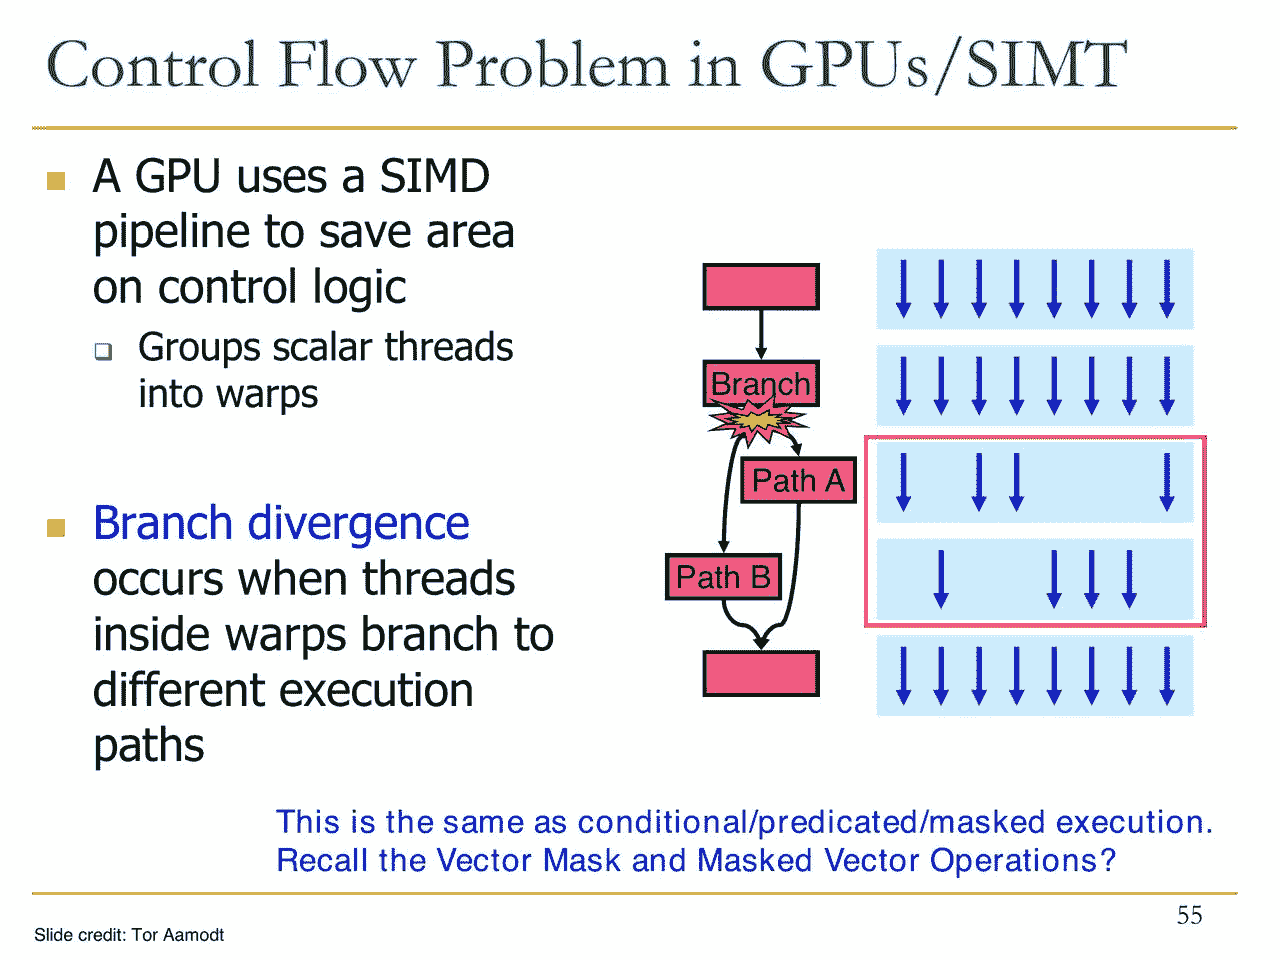 Control Flow Problem in GPUs/SIMT
A GPU uses a SIMD
pipeline to save area
on control logic
Groups scalar threads
into warps
Branch divergence
occurs when threads
inside warps branch to
different execution
paths
Branch
Path A
Path B
This is the same as conditional/predicated/masked execution.
Recall the Vector Mask and Masked Vector Operations?
55
Slide credit: Tor Aamodt